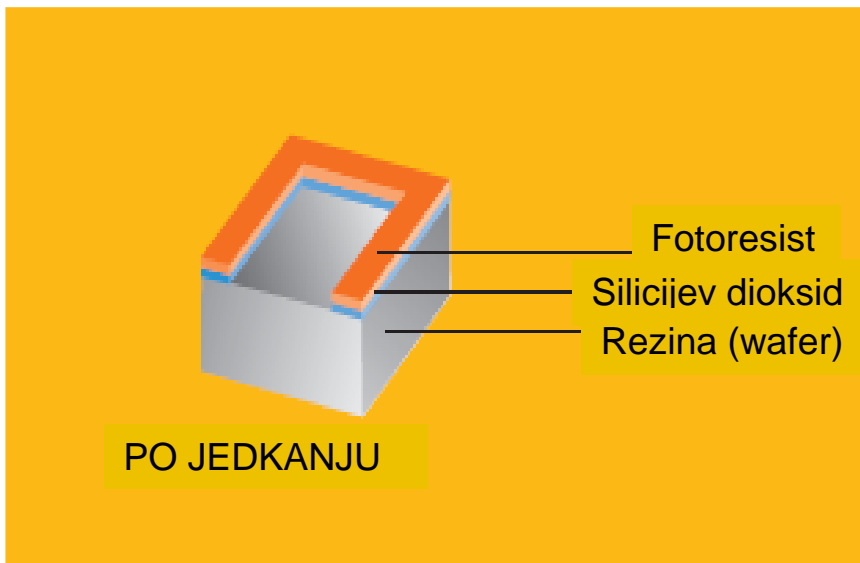 Fotoresist
Silicijev dioksid
Rezina (wafer)
PO JEDKANJU